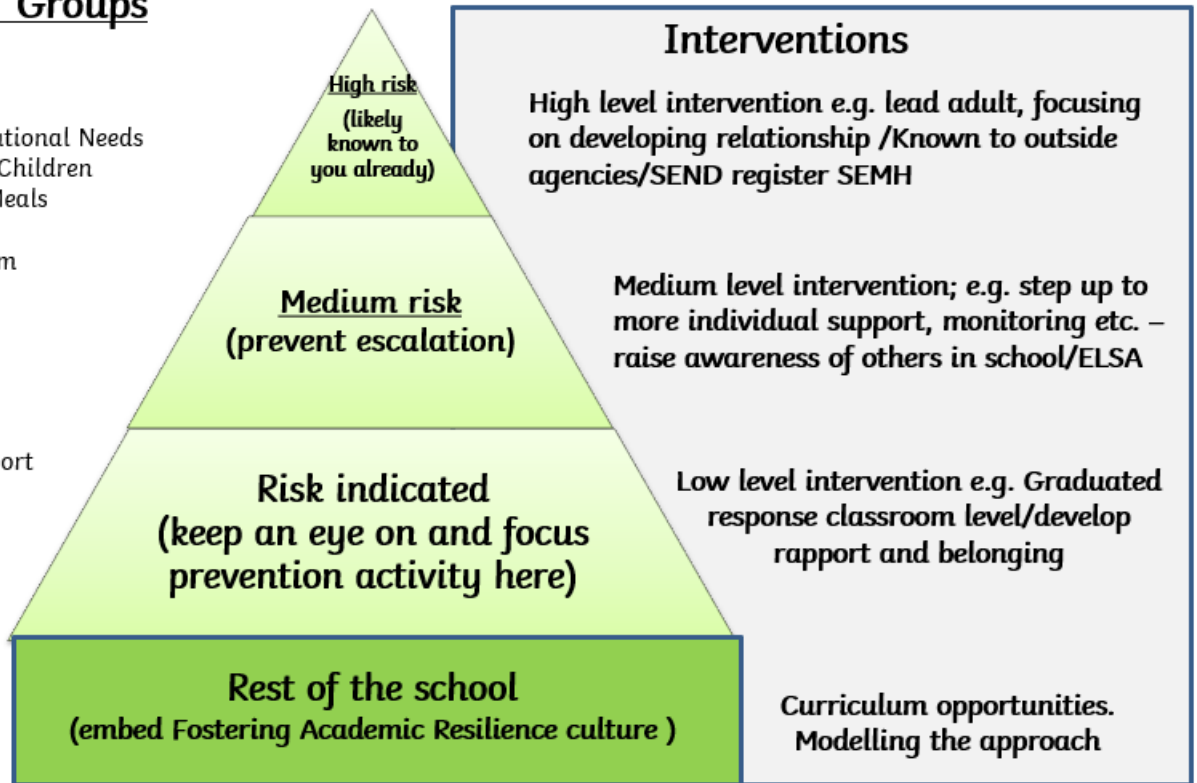 Groups
ational Needs
Children
Meals
m
ort
High risk
(likely
known to
you already)
Medium risk
(prevent escalation)
Risk indicated
(keep an eye on and focus
prevention activity here)
Rest of the school
(embed Fostering Academic Resilience culture )
Interventions
High level intervention e.g. lead adult, focusing
on developing relationship /Known to outside
agencies/SEND register SEMH
Medium level intervention; e.g. step up to
more individual support, monitoring etc. –
raise awareness of others in school/ELSA
Low level intervention e.g. Graduated
response classroom level/develop
rapport and belonging
Curriculum opportunities.
Modelling the approach